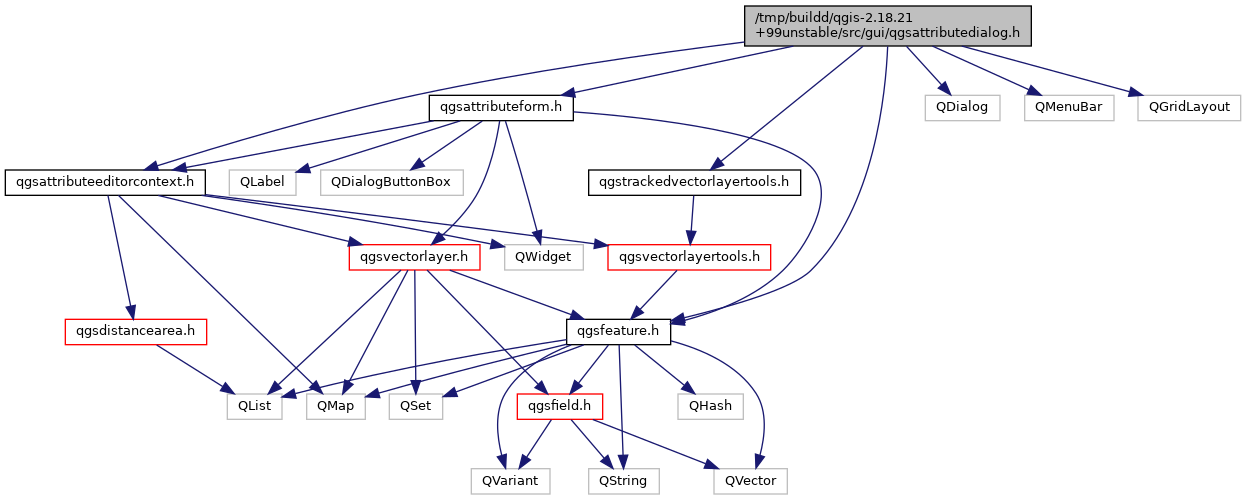 /tmp/buildd/qgis-2.18.21
+99unstable/src/gui/qgsattributedialog.h
qgsattributeform.h
QDialog
QMenuBar
QGridLayout
qgsattributeeditorcontext.h
QLabel
QDialogButtonBox
qgstrackedvectorlayertools.h
qgsvectorlayer.h
QWidget
qgsvectorlayertools.h
qgsdistancearea.h
qgsfeature.h
QList
QMap
QSet
qgsfield.h
QHash
QVariant
QString
QVector